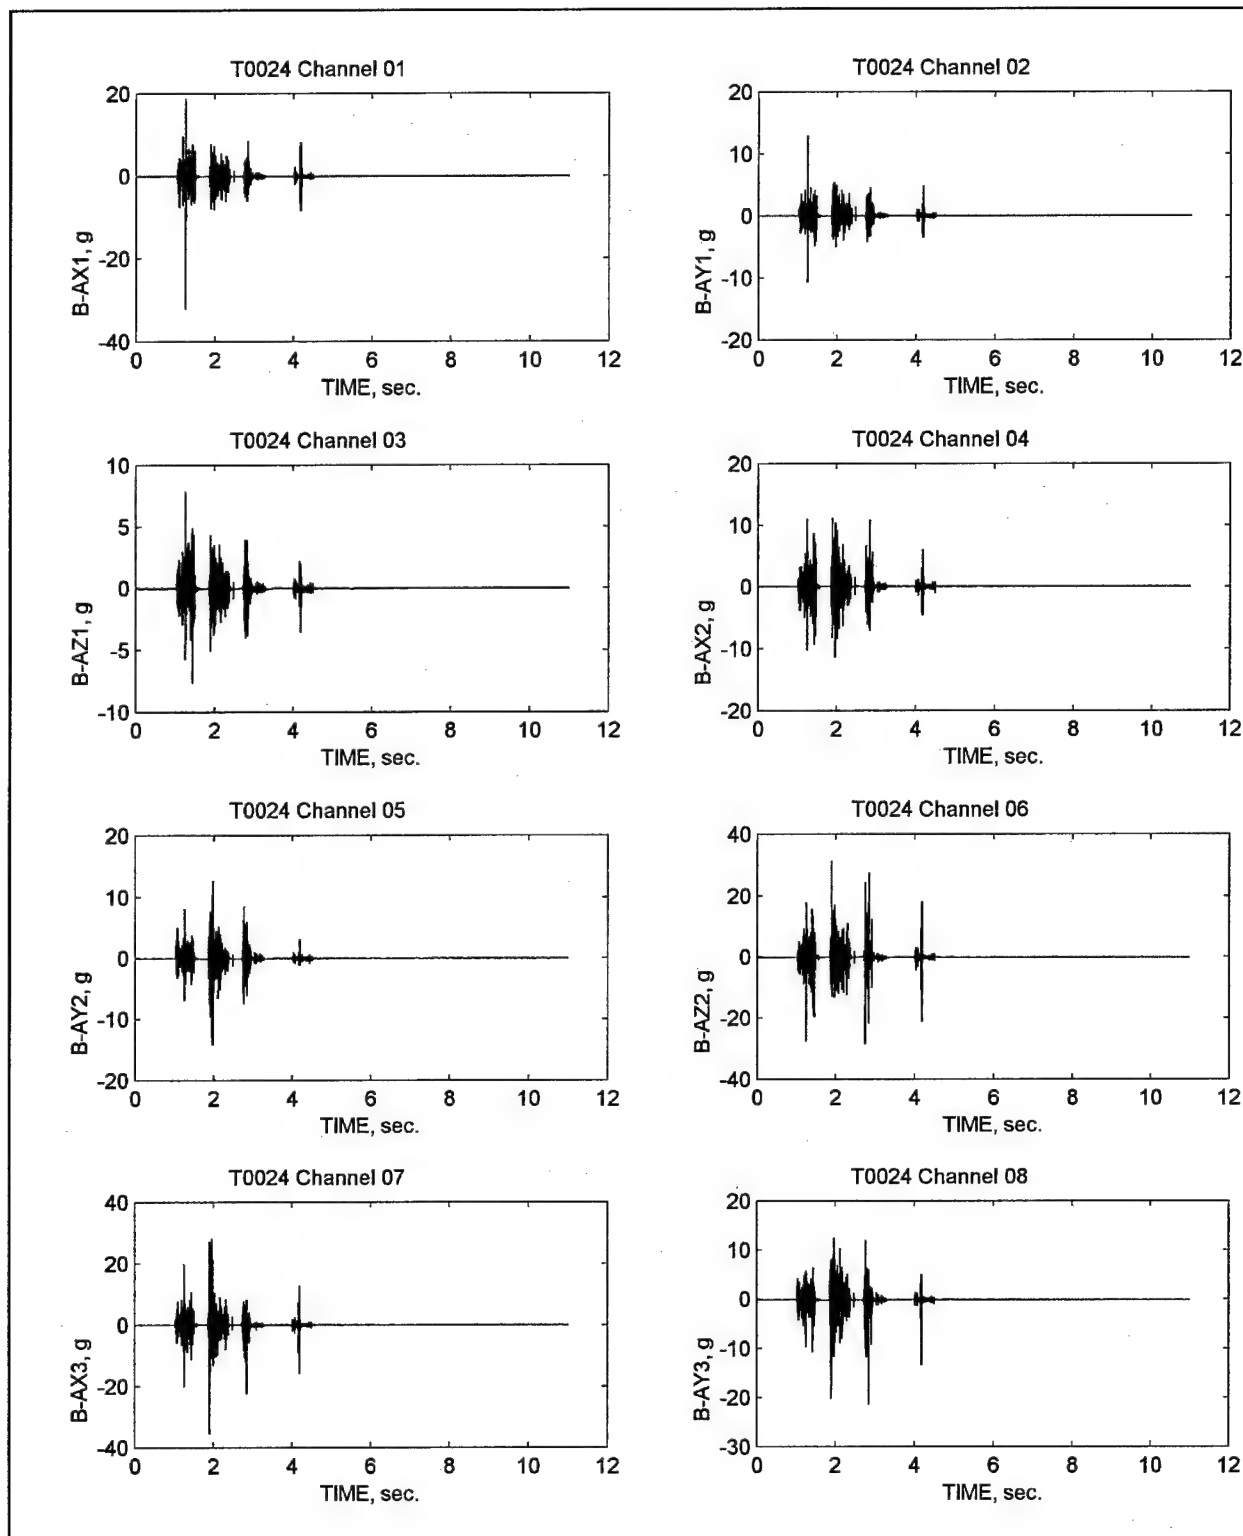 T0024 Channel 01
20
0
-20
-40
B-AX1, g
0 2 4 6 8 10 12
TIME, sec.
T0024 Channel 02
20
10
0
-10
-20
B-AY1, g
0 2 4 6 8 10 12
TIME, sec.
T0024 Channel 03
10
5
0
-5
-10
B-AZ1, g
0 2 4 6 8 10 12
TIME, sec.
T0024 Channel 04
20
10
0
-10
-20
B-AX2, g
0 2 4 6 8 10 12
TIME, sec.
T0024 Channel 05
20
10
0
-10
-20
B-AY2, g
0 2 4 6 8 10 12
TIME, sec.
T0024 Channel 06
40
20
0
-20
-40
B-AZ2, g
0 2 4 6 8 10 12
TIME, sec.
T0024 Channel 07
40
20
0
-20
-40
B-AX3, g
0 2 4 6 8 10 12
TIME, sec.
T0024 Channel 08
20
10
0
-10
-20
-30
B-AY3, g
0 2 4 6 8 10 12
TIME, sec.